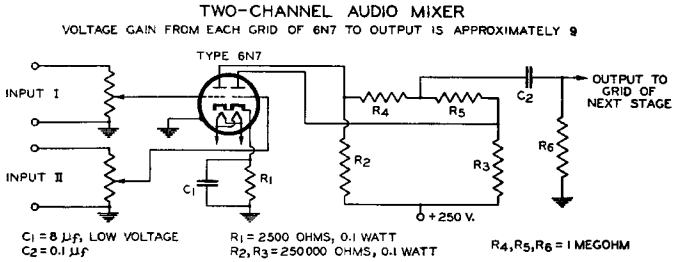 TWO-CHANNEL AUDIO MIXER
VOLTAGE GAIN FROM EACH GRID OF 6N7 TO OUTPUT IS APPROXIMATELY 9
TYPE 6N7
INPUT I
INPUT II
C1
R1
R2
R3
R4
R5
C2
R6
OUTPUT TO
GRID OF
NEXT STAGE
+250 V.
C1 = 8 μf, LOW VOLTAGE
C2 = 0.1 μf
R1 = 2500 OHMS, 0.1 WATT
R2, R3 = 250000 OHMS, 0.1 WATT
R4, R5, R6 = 1 MEGOHM